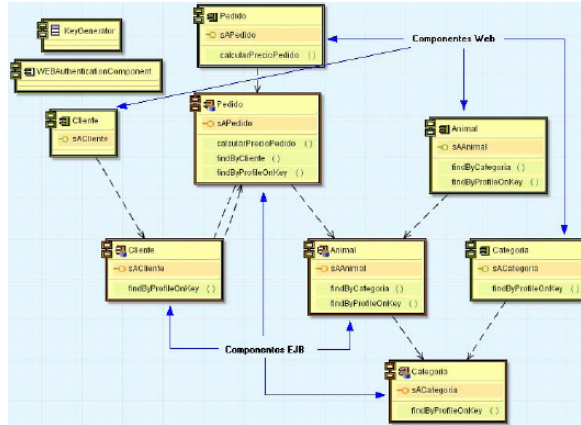 KeyGenerator
WEBAuthenticationComponent
Pedido
sAPedido
calcularPrecioPedido ( )
Componentes Web
Cliente
sACliente
Pedido
sAPedido
calcularPrecioPedido ( )
findByCliente ( )
findByProfileOnKey ( )
Animal
sAAnimal
findByCategoria ( )
findByProfileOnKey ( )
Cliente
sACliente
findByProfileOnKey ( )
Animal
sAAnimal
findByCategoria ( )
findByProfileOnKey ( )
Categoria
sACategoria
findByProfileOnKey ( )
Componentes EJB
Categoria
sACategoria
findByProfileOnKey ( )